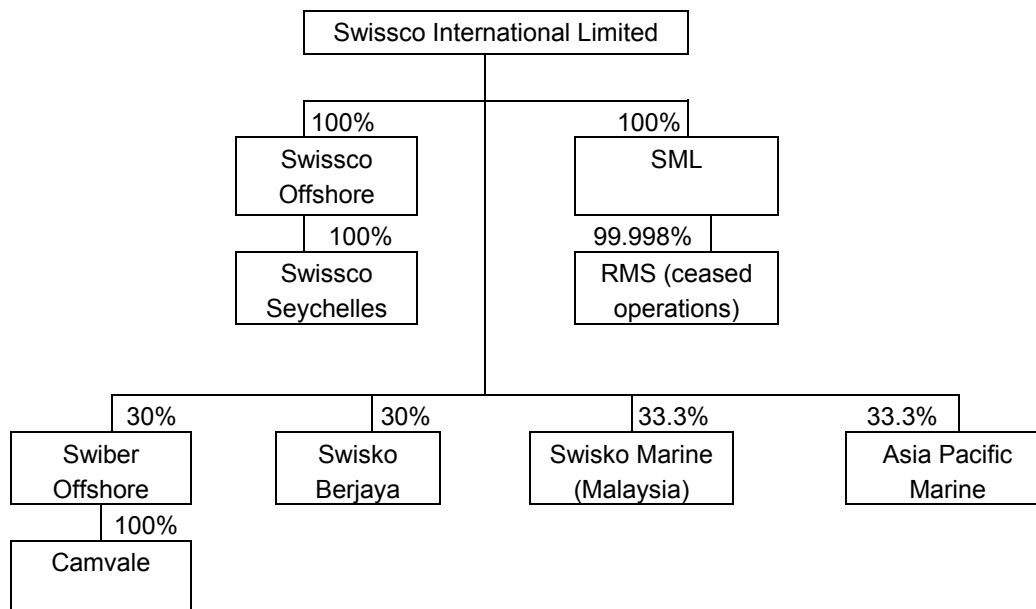 Swissco International Limited
100%
100%
Swissco
Offshore
SML
100%
99.998%
Swissco
Seychelles
RMS (ceased
operations)
30%
30%
33.3%
33.3%
Swiber
Offshore
Swisko
Berjaya
Swisko Marine
(Malaysia)
Asia Pacific
Marine
100%
Camvale